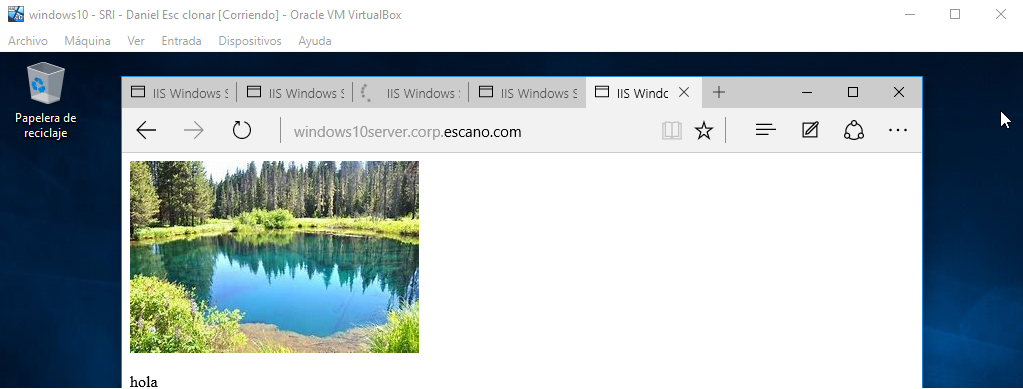 windows10 - SRI - Daniel Esc clonar [Corriendo] - Oracle VM VirtualBox
Archivo Máquina Ver Entrada Dispositivos Ayuda
Papelera de
reciclaje
IIS Windows S IIS Windows S IIS Windows S IIS Windows S IIS Windo
windows10server.corp.escano.com
hola